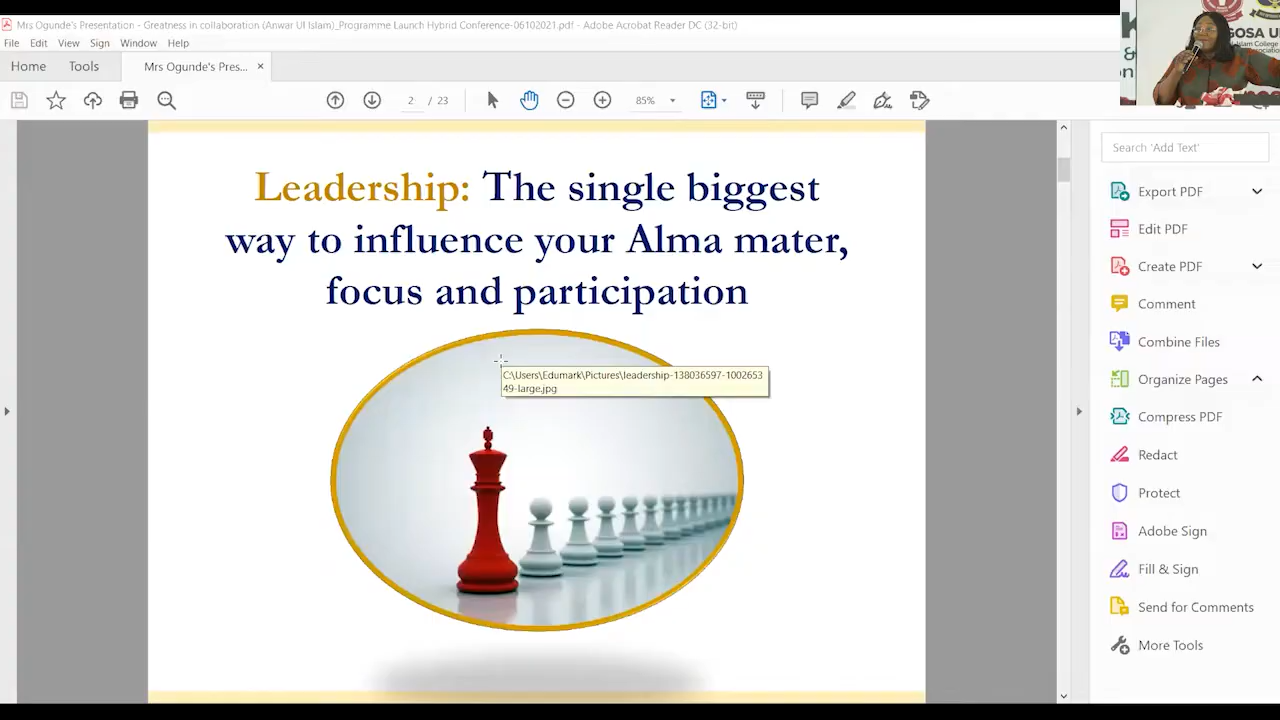 Mrs Ogunde's Presentation - Greatness in collaboration (Anwar Ul Islam)_Programme Launch Hybrid Conference-06102021.pdf - Adobe Acrobat Reader DC (32-bit)
File Edit View Sign Window Help
Home Tools Mrs Ogunde's Pres... ×
2 / 23 85%
Leadership: The single biggest
way to influence your Alma mater,
focus and participation
C:\Users\Edumark\Pictures\leadership-138036597-1002653
49-large.jpg
Search 'Add Text'
Export PDF
Edit PDF
Create PDF
Comment
Combine Files
Organize Pages
Compress PDF
Redact
Protect
Adobe Sign
Fill & Sign
Send for Comments
More Tools
GOSA U
Islam College